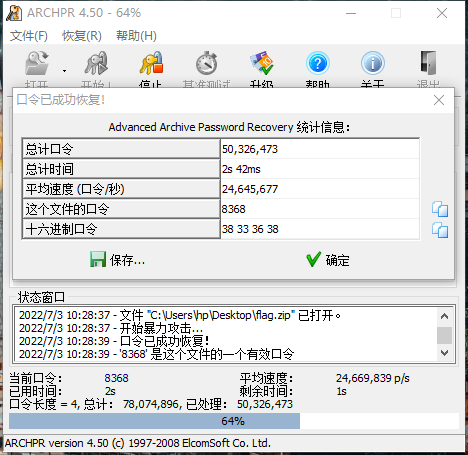 ARCHPR 4.50 - 64%
文件(F) 恢复(R) 帮助(H)
打开 开始! 停止 基准测试 升级 帮助 关于 退出
口令已成功恢复!
Advanced Archive Password Recovery 统计信息:
总计口令 50,326,473
总计时间 2s 42ms
平均速度 (口令/秒) 24,645,677
这个文件的口令 8368
十六进制口令 38 33 36 38
保存... 确定
状态窗口
2022/7/3 10:28:37 - 文件 "C:\Users\hp\Desktop\flag.zip" 已打开。
2022/7/3 10:28:37 - 开始暴力攻击...
2022/7/3 10:28:39 - 口令已成功恢复!
2022/7/3 10:28:39 - '8368' 是这个文件的一个有效口令
当前口令: 8368 平均速度: 24,669,839 p/s
已用时间: 2s 剩余时间: 1s
口令长度 = 4, 总计: 78,074,896, 已处理: 50,326,473
64%
ARCHPR version 4.50 (c) 1997-2008 ElcomSoft Co. Ltd.